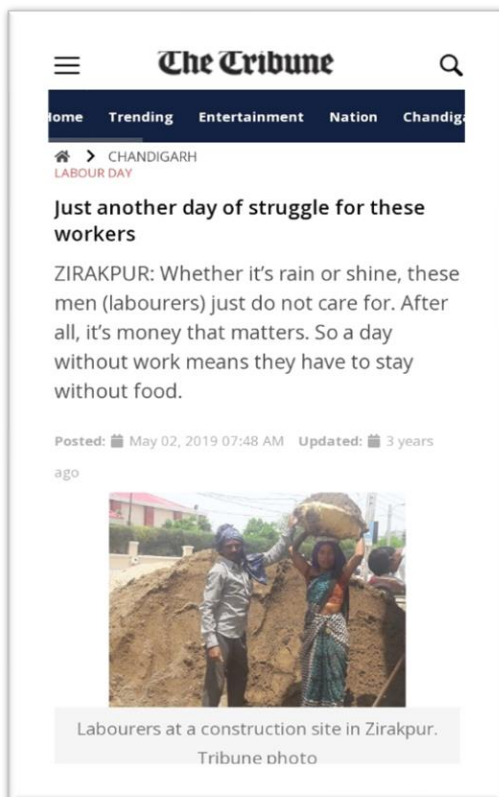 The Tribune
Home Trending Entertainment Nation
CHANDIGARH
LABOUR DAY
Just another day of struggle for these
workers
ZIRAKPUR: Whether it's rain or shine, these
men (labourers) just do not care for. After
all, it's money that matters. So a day
without work means they have to stay
without food.
Posted: May 02, 2019 07:48 AM Updated: 3 years
ago
Labourers at a construction site in Zirakpur.
Tribune photo